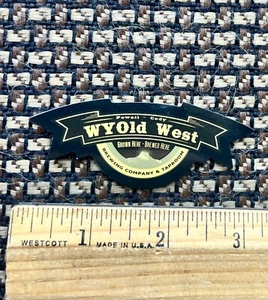 Powell ~ Cody
WYOld West
Grown Here - Brewed Here
BREWING COMPANY & TAPROOM
1 2 3
WESTCOTT MADE IN U.S.A.